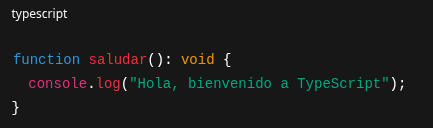 typescript
function saludar(): void {
  console.log("Hola, bienvenido a TypeScript");
}